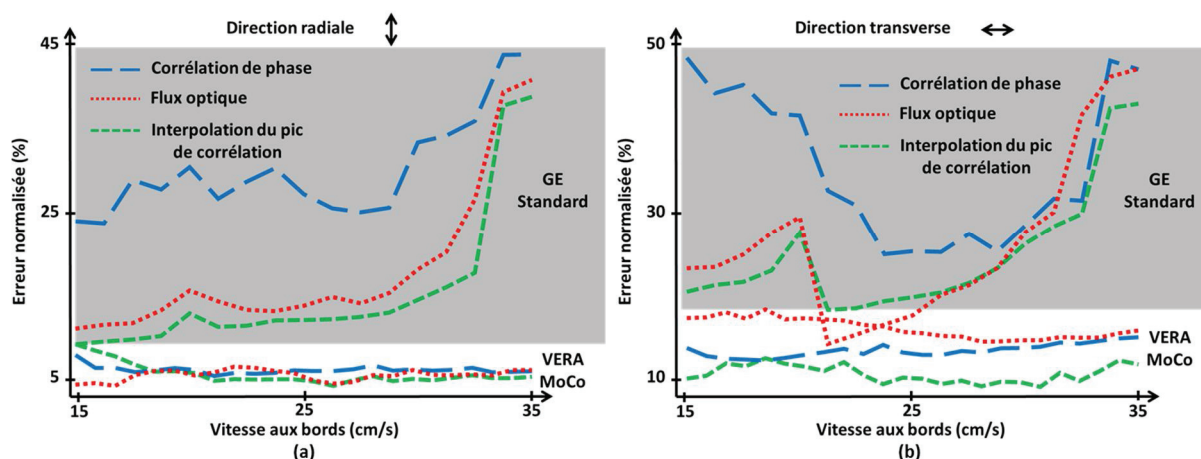 Direction radiale
45
25
5
Erreur normalisée (%)
Corrélation de phase
Flux optique
Interpolation du pic
de corrélation
GE
Standard
VERA
MoCo
15
25
35
Vitesse aux bords (cm/s)
(a)
Direction transverse
50
30
10
Erreur normalisée (%)
Corrélation de phase
Flux optique
Interpolation du pic
de corrélation
GE
Standard
VERA
MoCo
15
25
35
Vitesse aux bords (cm/s)
(b)